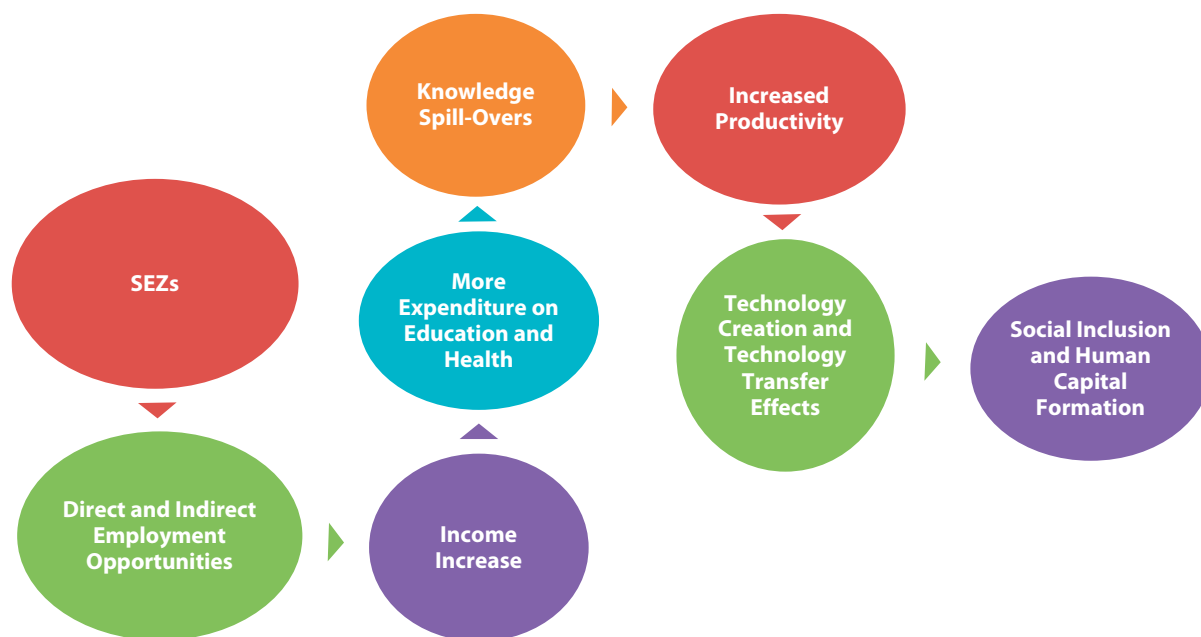 SEZs
Direct and Indirect
Employment
Opportunities
Income
Increase
More
Expenditure on
Education and
Health
Knowledge
Spill-Overs
Increased
Productivity
Technology
Creation and
Technology
Transfer
Effects
Social Inclusion
and Human
Capital
Formation